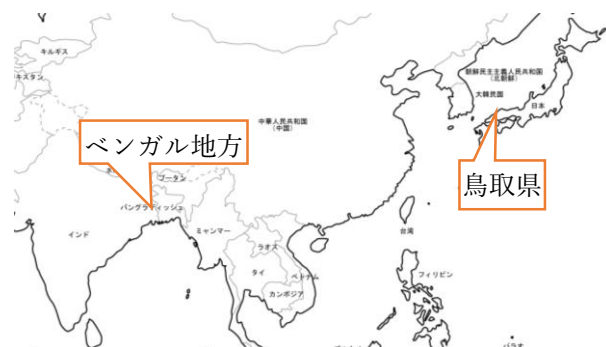 キルギス
キスタン
朝鮮民主主義人民共和国
(北朝鮮)
大韓民国
日本
中華人民共和国
(中国)
ベンガル地方
鳥取県
ブータン
バングラディッシュ
インド
ミャンマー
台湾
ラオス
タイ
ベトナム
カンボジア
フィリピン
パラオ